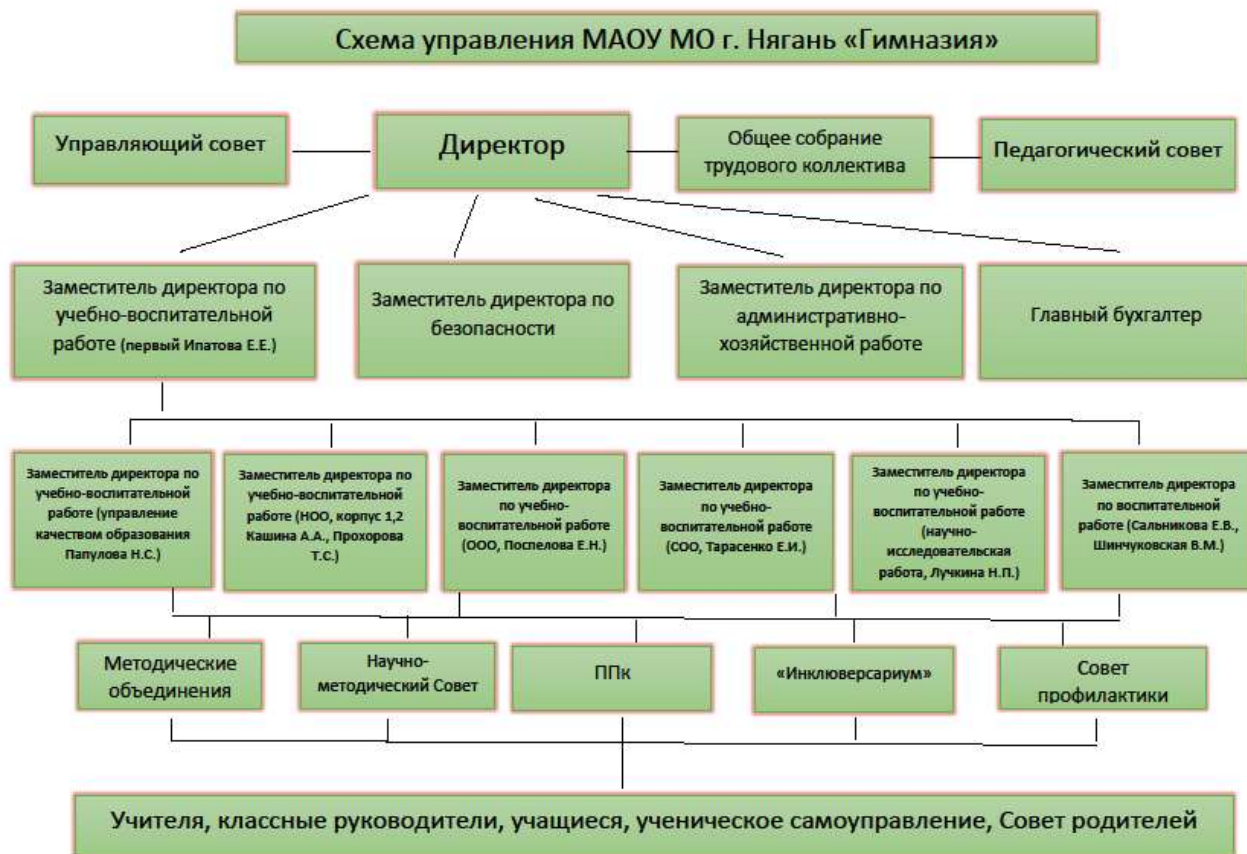 Схема управления МАОУ МО г. Нягань «Гимназия»
Управляющий совет
Директор
Общее собрание
трудового коллектива
Педагогический совет
Заместитель директора по
учебно-воспитательной
работе (первый Ипатова Е.Е.)
Заместитель директора по
безопасности
Заместитель директора по
административно-
хозяйственной работе
Главный бухгалтер
Заместитель директора по
учебно-воспитательной
работе (управление
качеством образования
Папулова Н.С.)
Заместитель директора по
учебно-воспитательной
работе (НОО, корпус 1,2
Кашина А.А., Прохорова
Т.С.)
Заместитель директора
по учебно-
воспитательной работе
(ООО, Поспелова Е.Н.)
Заместитель директора
по учебно-
воспитательной работе
(СОО, Тарасенко Е.И.)
Заместитель директора
по учебно-
воспитательной работе
(научно-
исследовательская
работа, Лучкина Н.П.)
Заместитель директора
по воспитательной
работе (Сальникова Е.В.,
Шинчуковская В.М.)
Методические
объединения
Научно-
методический Совет
ППк
«Инклюверсариум»
Совет
профилактики
Учителя, классные руководители, учащиеся, ученическое самоуправление, Совет родителей